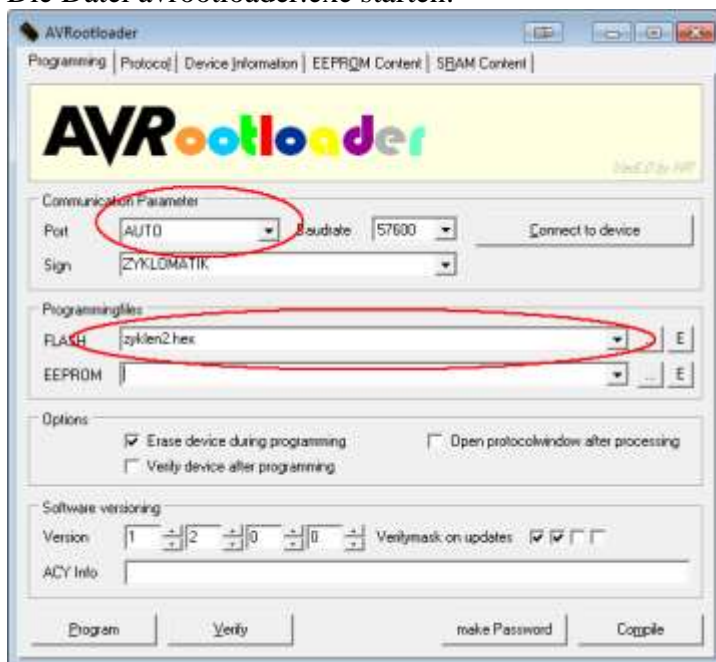 Die Datei avrootloader.exe starten.
AVRootloader
Programming Protocol Device Information EEPROM Content SRAM Content
AVRootloader
Communication Parameter
Port AUTO Baudrate 57600 Connect to device
Sign ZYKLOMATIK
Programmingfiles
FLASH zyklen2.hex ... E
EEPROM ... E
Options
Erase device during programming Open protocolwindow after processing
Verify device after programming
Software versioning
Version 1 2 0 0 Verifymask on updates
ACY Info
Program Verify make Password Compile